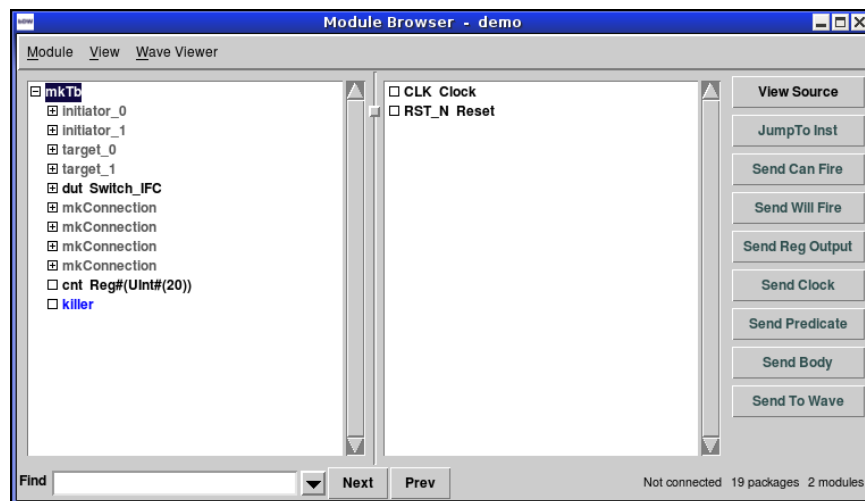 Module Browser - demo
Module View Wave Viewer
mkTb
initiator_0
initiator_1
target_0
target_1
dut Switch_IFC
mkConnection
mkConnection
mkConnection
mkConnection
cnt Reg#(UInt#(20))
killer
CLK Clock
RST_N Reset
View Source
JumpTo Inst
Send Can Fire
Send Will Fire
Send Reg Output
Send Clock
Send Predicate
Send Body
Send To Wave
Find
Next
Prev
Not connected 19 packages 2 modules